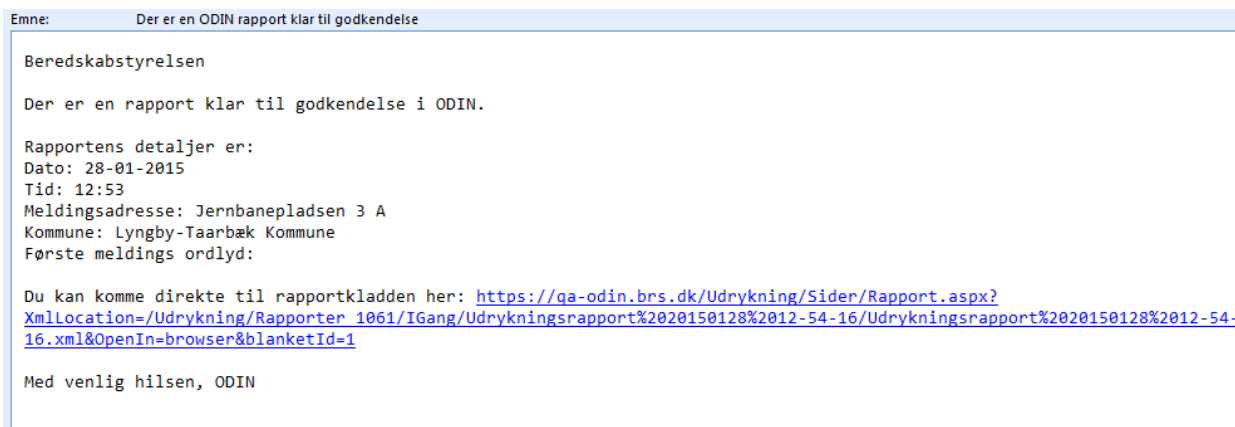 Emne: Der er en ODIN rapport klar til godkendelse
Beredskabstyrelsen
Der er en rapport klar til godkendelse i ODIN.
Rapportens detaljer er:
Dato: 28-01-2015
Tid: 12:53
Meldingsadresse: Jernbanepladsen 3 A
Kommune: Lyngby-Taarbæk Kommune
Første meldings ordlyd:
Du kan komme direkte til rapportkladden her: https://qa-odin.brs.dk/Udrykning/Sider/Rapport.aspx?
XmlLocation=/Udrykning/Rapporter 1061/IGang/Udrykningsrapport%2020150128%2012-54-16/Udrykningsrapport%2020150128%2012-54-
16.xml&OpenIn=browser&blanketId=1
Med venlig hilsen, ODIN